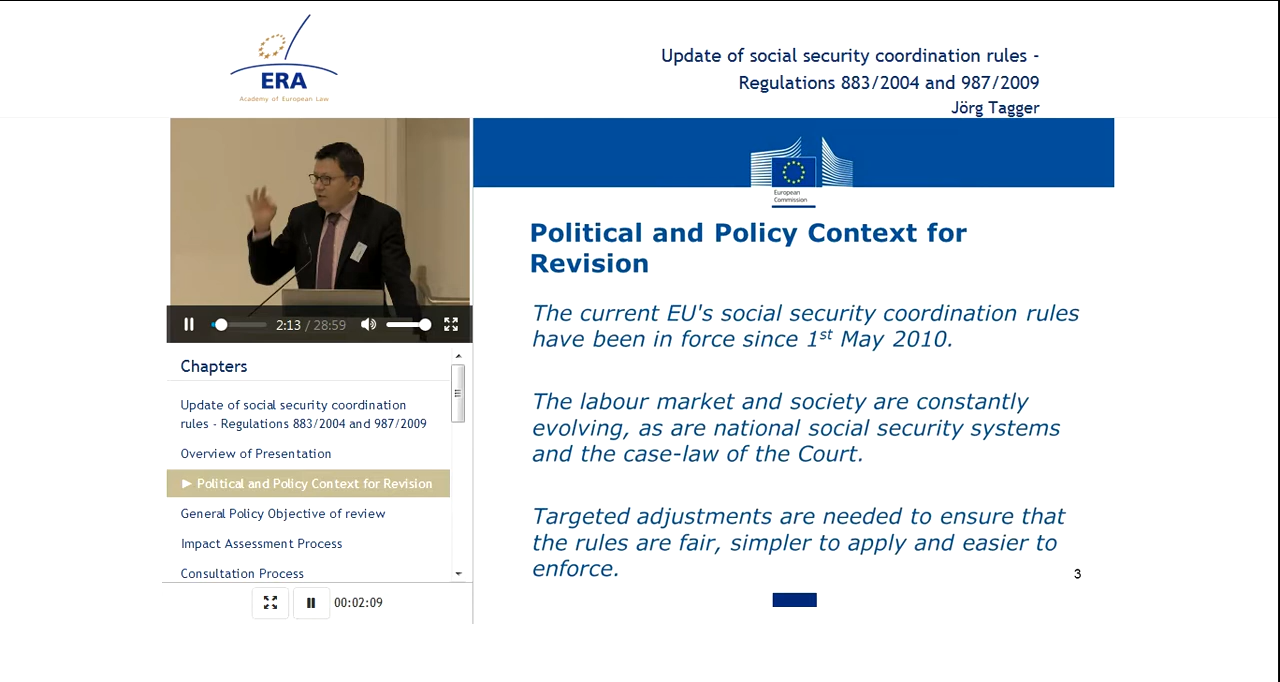 ERA
Academy of European Law
Update of social security coordination rules -
Regulations 883/2004 and 987/2009
Jörg Tagger
2:13 / 28:59
Chapters
Update of social security coordination
rules - Regulations 883/2004 and 987/2009
Overview of Presentation
► Political and Policy Context for Revision
General Policy Objective of review
Impact Assessment Process
Consultation Process
00:02:09
European
Commission
Political and Policy Context for
Revision
The current EU's social security coordination rules
have been in force since 1st May 2010.
The labour market and society are constantly
evolving, as are national social security systems
and the case-law of the Court.
Targeted adjustments are needed to ensure that
the rules are fair, simpler to apply and easier to
enforce.
3